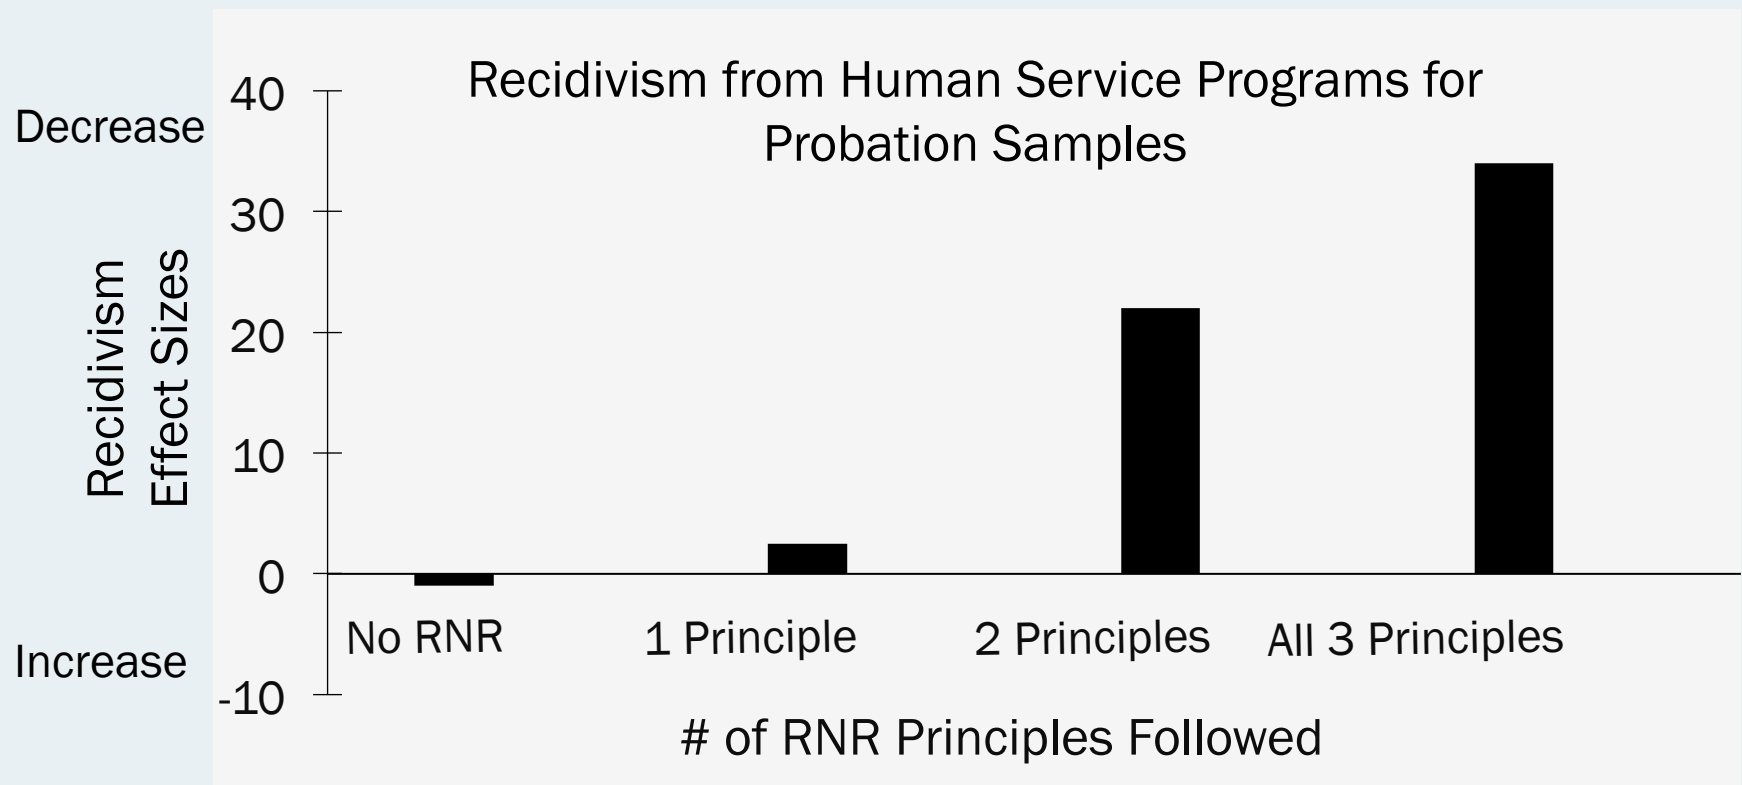 Recidivism from Human Service Programs for
Probation Samples
Decrease
Recidivism
Effect Sizes
Increase
40
30
20
10
0
-10
No RNR
1 Principle
2 Principles
All 3 Principles
# of RNR Principles Followed